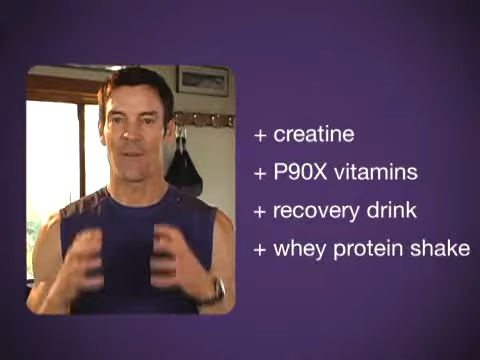 + creatine
+ P90X vitamins
+ recovery drink
+ whey protein shake